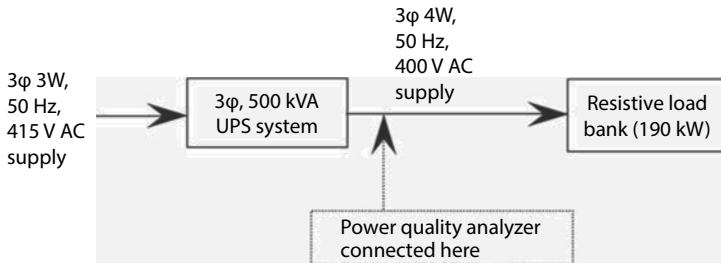 3φ 3W,
50 Hz,
415 V AC
supply
3φ, 500 kVA
UPS system
3φ 4W,
50 Hz,
400 V AC
supply
Resistive load
bank (190 kW)
Power quality analyzer
connected here